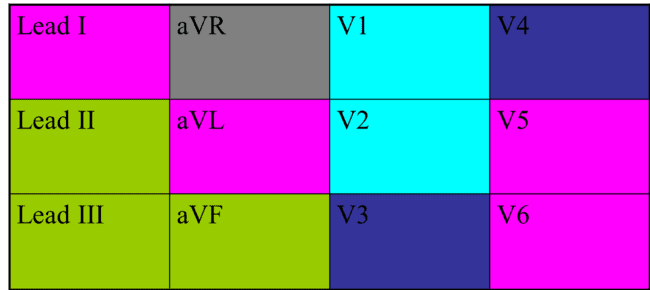 Lead I aVR V1 V4
Lead II aVL V2 V5
Lead III aVF V3 V6